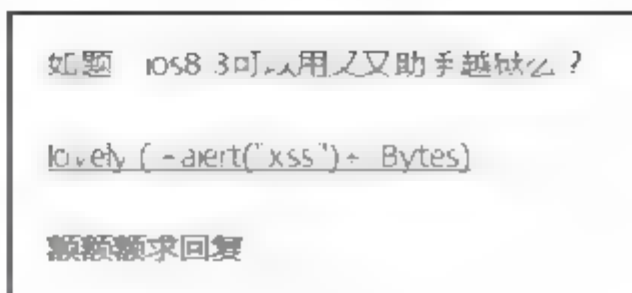 如题 ios8.3可以用叉叉助手越狱么？
lovely ( +alert("xss")+ Bytes)
额额额求回复